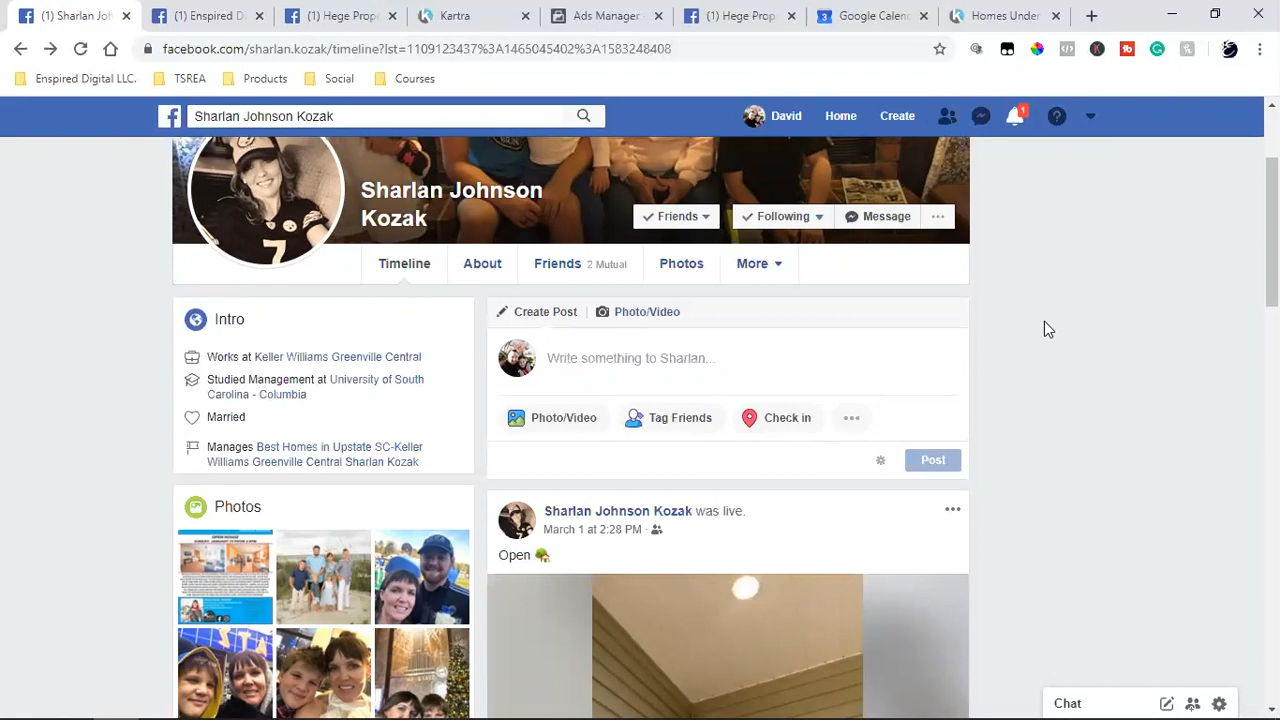 (1) Sharlan Joh
(1) Enspired D
(1) Hege Prope
Kartra
Ads Manager
(1) Hege Prop
Google Calen
Homes Under
facebook.com/sharlan.kozak/timeline?lst=1109123437%3A1465045402%3A1583248408
Enspired Digital LLC.
TSREA
Products
Social
Courses
Sharlan Johnson Kozak
David
Home
Create
1
Sharlan Johnson
Kozak
Friends
Following
Message
7
Timeline
About
Friends 2 Mutual
Photos
More
Intro
Works at Keller Williams Greenville Central
Studied Management at University of South
Carolina - Columbia
Married
Manages Best Homes in Upstate SC-Keller
Williams Greenville Central Sharlan Kozak
Create Post
Photo/Video
Write something to Sharlan...
Photo/Video
Tag Friends
Check in
Post
Photos
Sharlan Johnson Kozak was live.
March 1 at 2:28 PM
Open
Chat